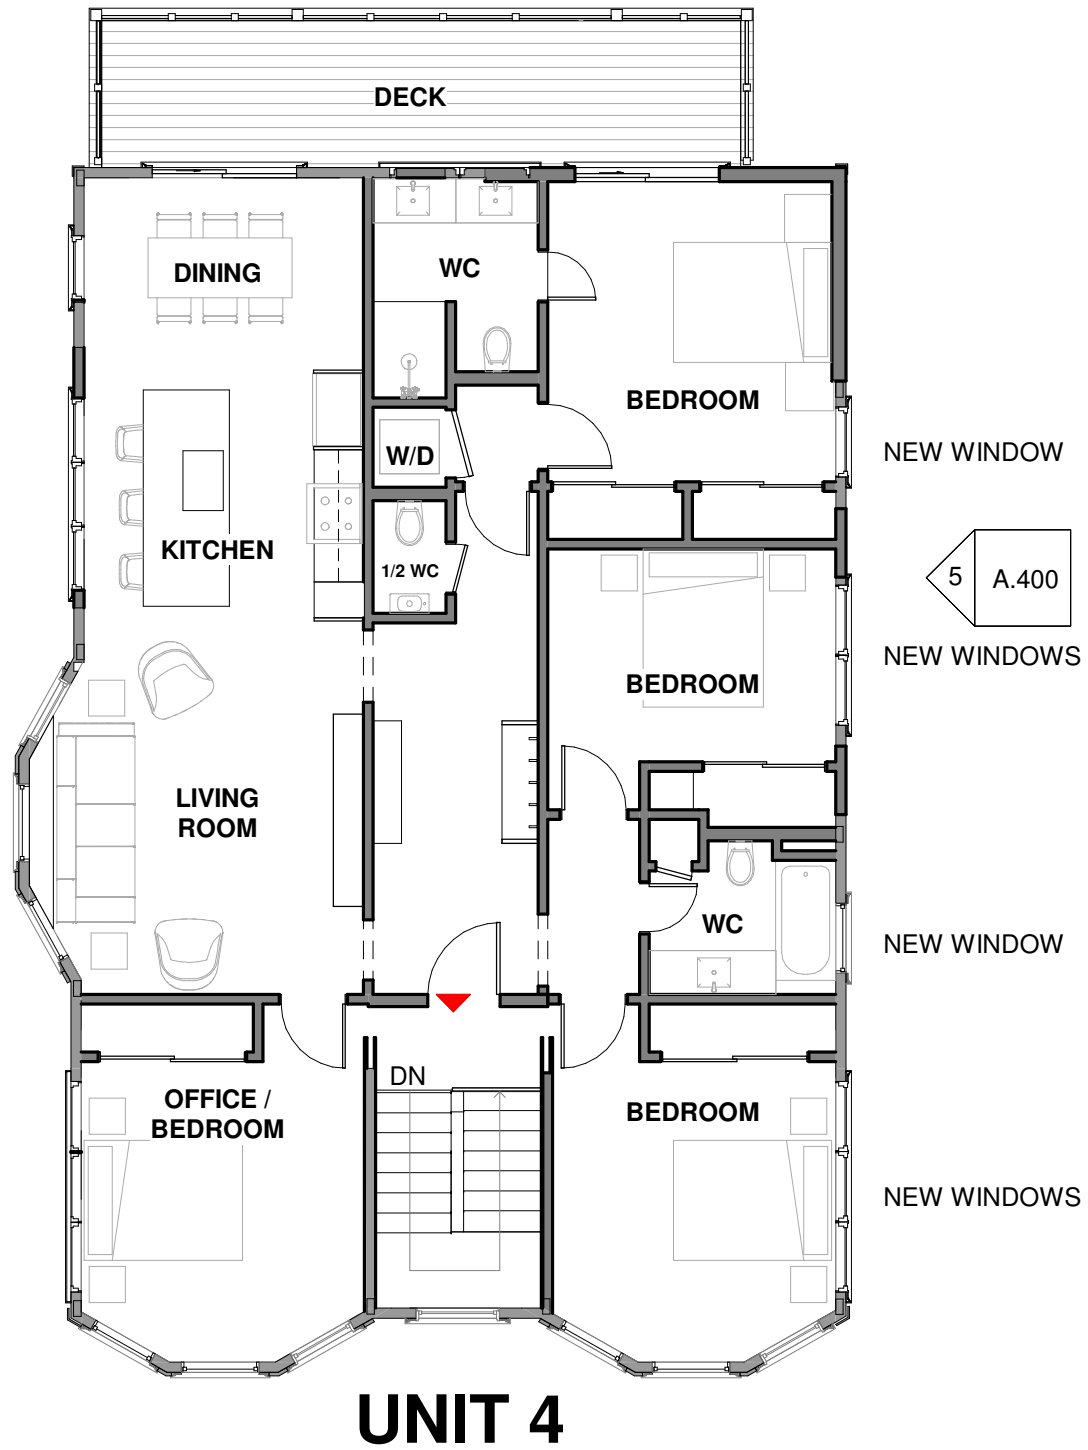 DECK
DINING
WC
BEDROOM
NEW WINDOW
W/D
KITCHEN
1/2 WC
5
A.400
NEW WINDOWS
BEDROOM
LIVING
ROOM
WC
NEW WINDOW
DN
OFFICE /
BEDROOM
BEDROOM
NEW WINDOWS
UNIT 4